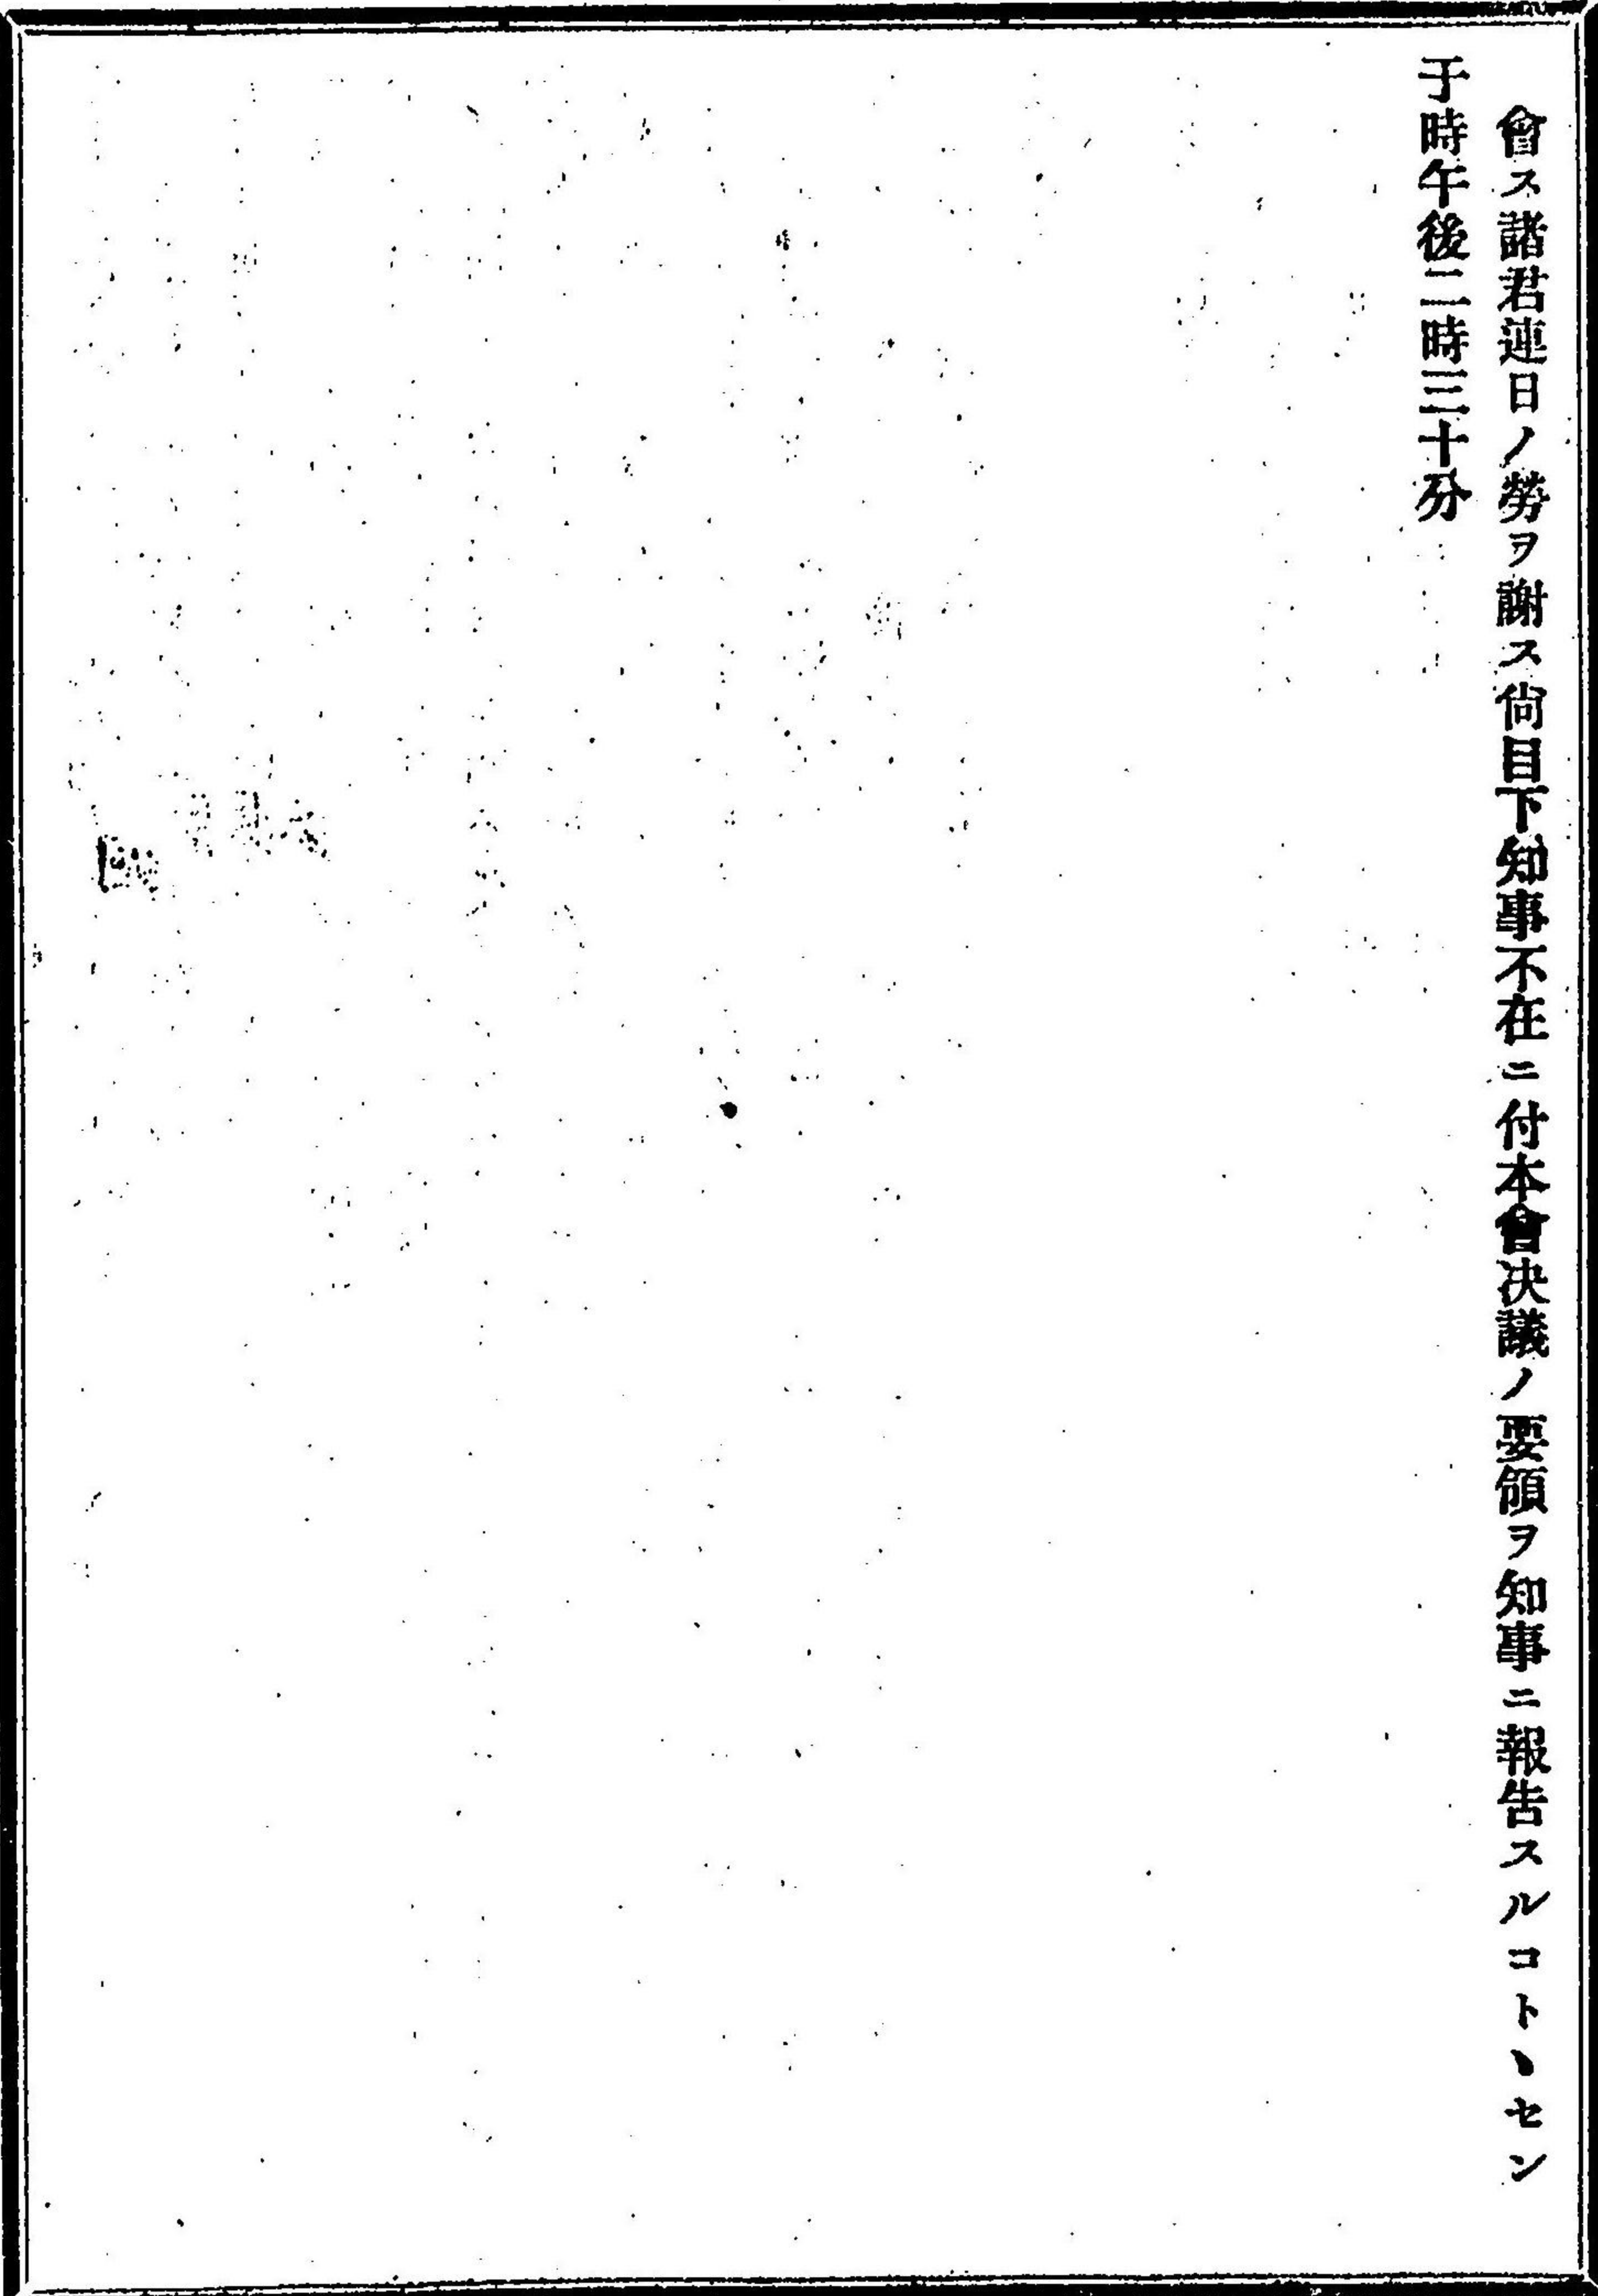 會ス諸君連日ノ勞ヲ謝ス尙目下知事不在ニ付本會决議ノ要領ヲ知事ニ報告スルコトヽセン
于時午後二時三十分